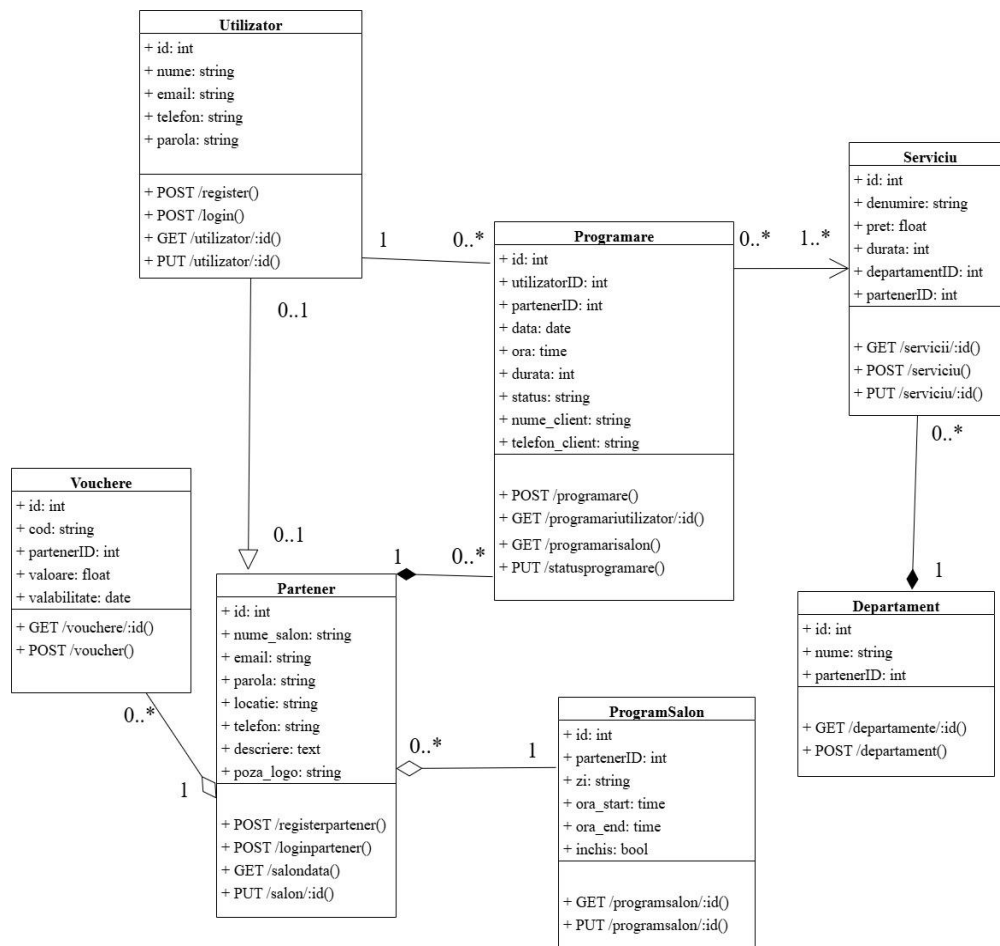 Utilizator
+ id: int
+ nume: string
+ email: string
+ telefon: string
+ parola: string
+ POST /register()
+ POST /login()
+ GET /utilizator/:id()
+ PUT /utilizator/:id()
1
0..*
0..1
0..1
Programare
+ id: int
+ utilizatorID: int
+ partenerID: int
+ data: date
+ ora: time
+ durata: int
+ status: string
+ nume_client: string
+ telefon_client: string
+ POST /programare()
+ GET /programariutilizator/:id()
+ GET /programarisalon()
+ PUT /statusprogramare()
0..*
1..*
Serviciu
+ id: int
+ denumire: string
+ pret: float
+ durata: int
+ departamentID: int
+ partenerID: int
+ GET /servicii/:id()
+ POST /serviciu()
+ PUT /serviciu/:id()
0..*
1
Departament
+ id: int
+ nume: string
+ partenerID: int
+ GET /departamente/:id()
+ POST /departament()
Vouchere
+ id: int
+ cod: string
+ partenerID: int
+ valoare: float
+ valabilitate: date
+ GET /vouchere/:id()
+ POST /voucher()
0..*
1
Partener
+ id: int
+ nume_salon: string
+ email: string
+ parola: string
+ locatie: string
+ telefon: string
+ descriere: text
+ poza_logo: string
+ POST /registerpartener()
+ POST /loginpartener()
+ GET /salondata()
+ PUT /salon/:id()
1
0..*
0..*
1
ProgramSalon
+ id: int
+ partenerID: int
+ zi: string
+ ora_start: time
+ ora_end: time
+ inchis: bool
+ GET /programsalon/:id()
+ PUT /programsalon/:id()